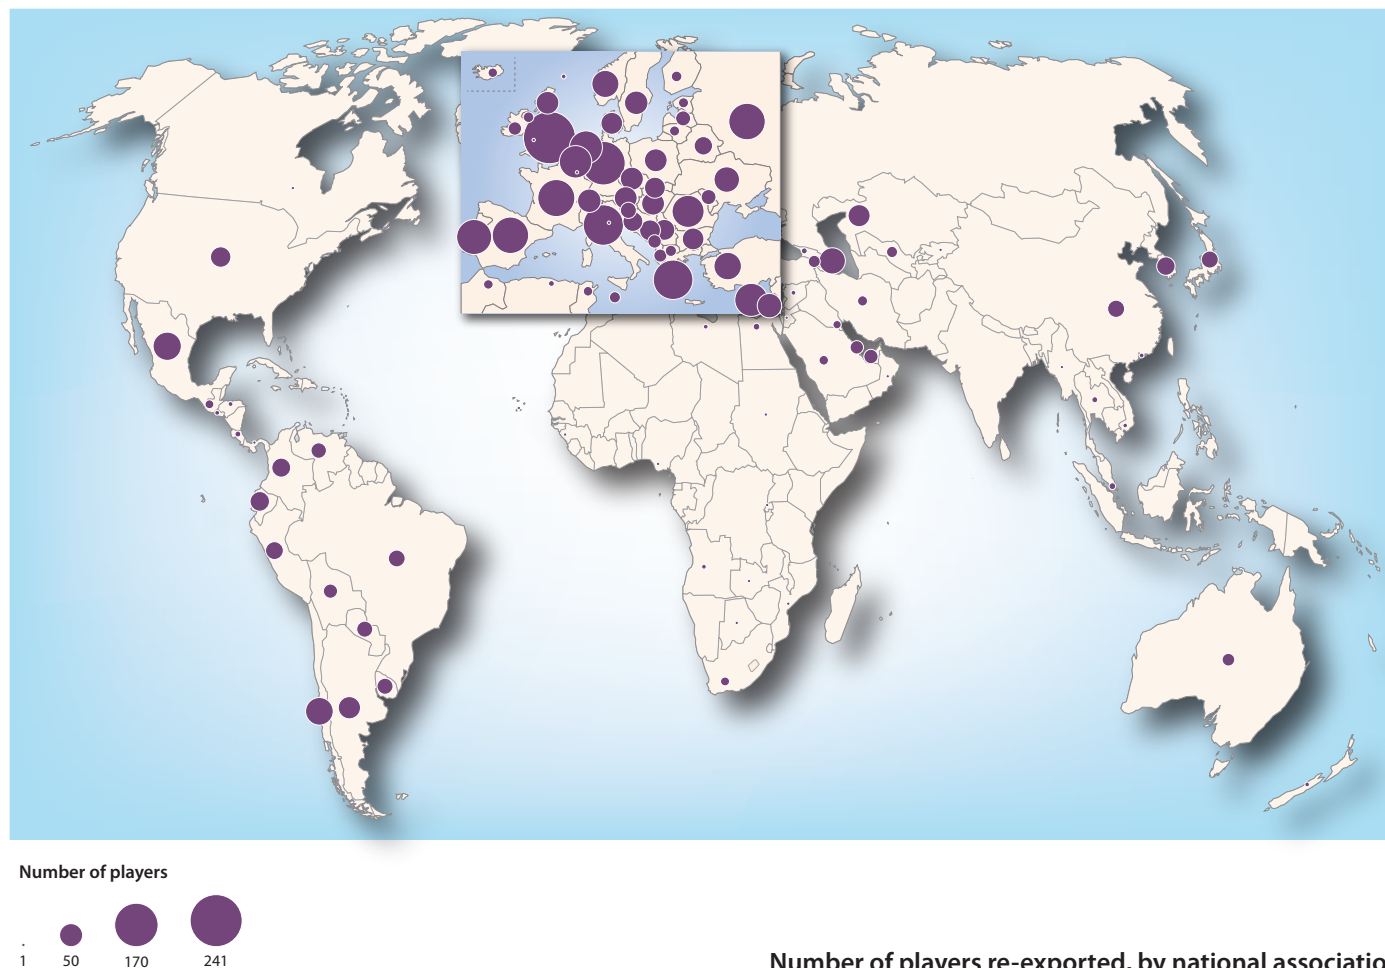 Number of players
1 50 170 241
Number of players re-exported, by national associatio